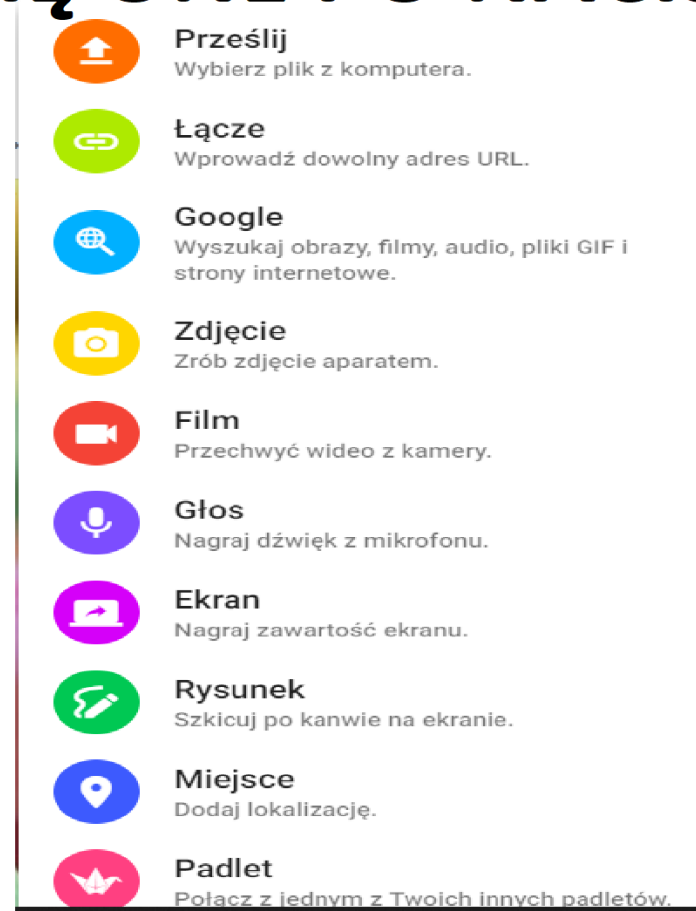 Prześlij
Wybierz plik z komputera.
Łącze
Wprowadź dowolny adres URL.
Google
Wyszukaj obrazy, filmy, audio, pliki GIF i
strony internetowe.
Zdjęcie
Zrób zdjęcie aparatem.
Film
Przechwyć wideo z kamery.
Głos
Nagraj dźwięk z mikrofonu.
Ekran
Nagraj zawartość ekranu.
Rysunek
Szkicuj po kanwie na ekranie.
Miejsce
Dodaj lokalizację.
Padlet
Połącz z jednym z Twoich innych padletów.